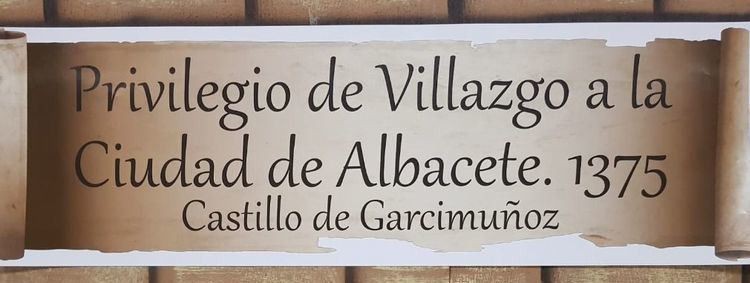 Privilegio de Villazgo a la
Ciudad de Albacete. 1375
Castillo de Garcimuñoz